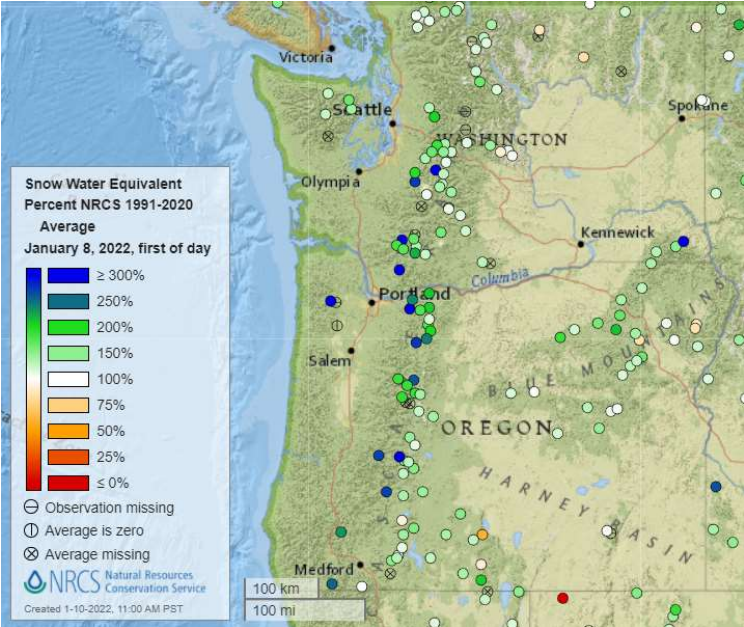 Victoria
Seattle
Spokane
WASHINGTON
Olympia
Kennewick
Columbia
Portland
Salem
BLUE MOUNTAINS
OREGON
HARNEY BASIN
Medford
Snow Water Equivalent
Percent NRCS 1991-2020
Average
January 8, 2022, first of day
≥ 300%
250%
200%
150%
100%
75%
50%
25%
≤ 0%
Observation missing
Average is zero
Average missing
NRCS Natural Resources
Conservation Service
Created 1-10-2022, 11:00 AM PST
100 km
100 mi